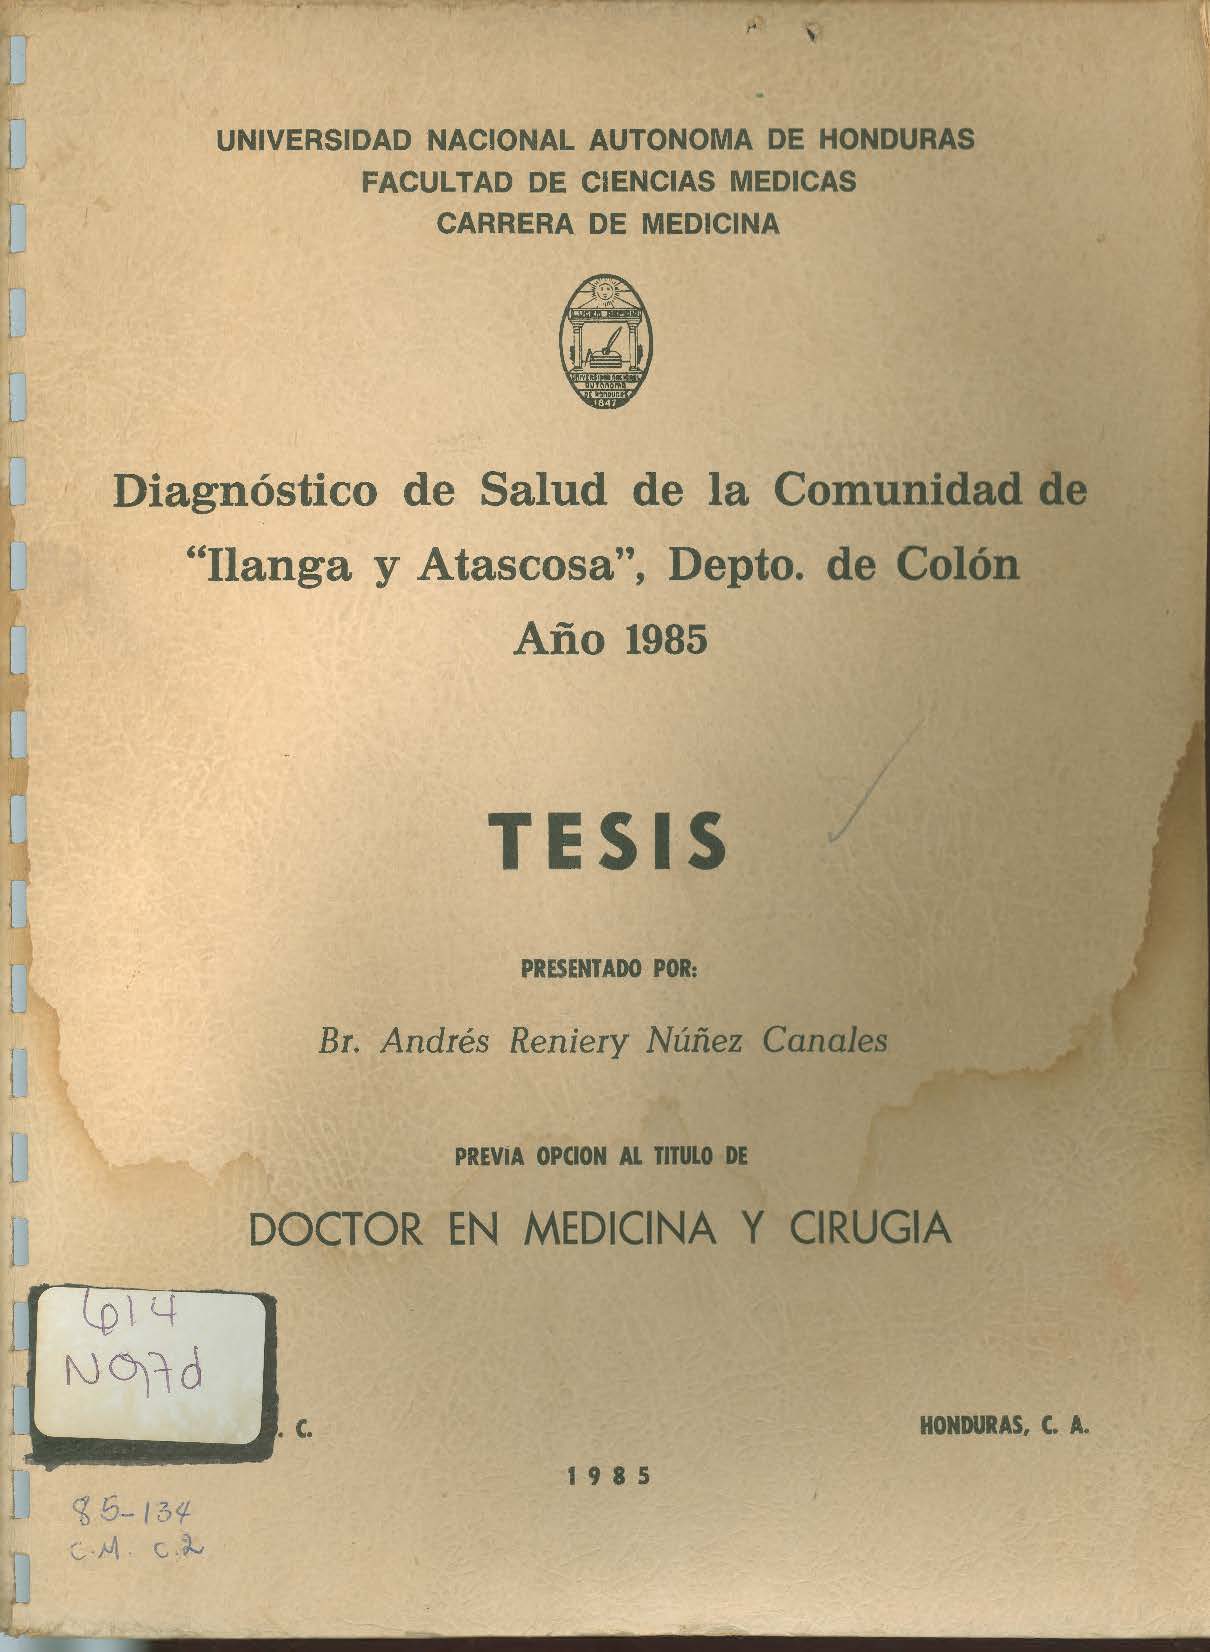 UNIVERSIDAD NACIONAL AUTONOMA DE HONDURAS
FACULTAD DE CIENCIAS MEDICAS
CARRERA DE MEDICINA
1847
Diagnóstico de Salud de la Comunidad de
“Ilanga y Atascosa”, Depto. de Colón
Año 1985
TESIS
PRESENTADO POR:
Br. Andrés Reniery Núñez Canales
PREVIA OPCION AL TITULO DE
DOCTOR EN MEDICINA Y CIRUGIA
614
N97d
. C.
HONDURAS, C. A.
1985
85-134
C.M. C.2